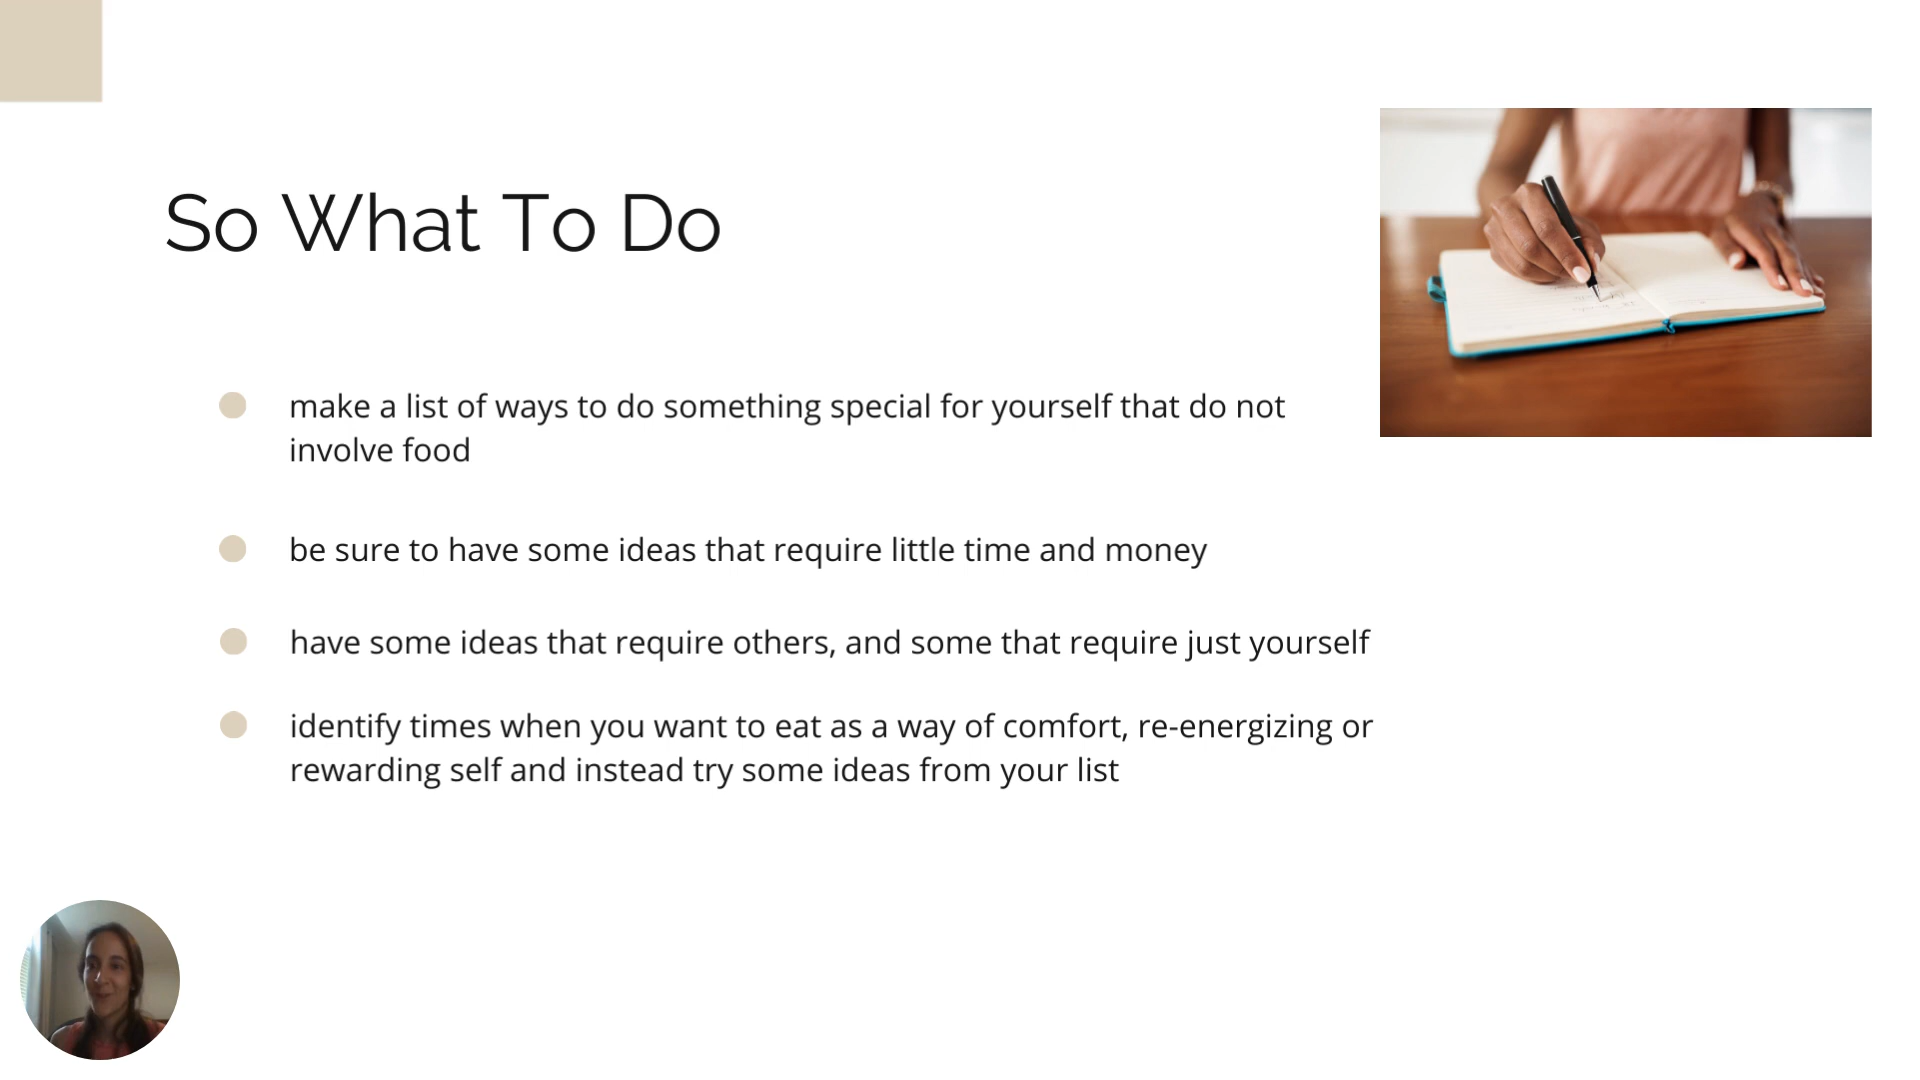 So What To Do
make a list of ways to do something special for yourself that do not
involve food
be sure to have some ideas that require little time and money
have some ideas that require others, and some that require just yourself
identify times when you want to eat as a way of comfort, re-energizing or
rewarding self and instead try some ideas from your list